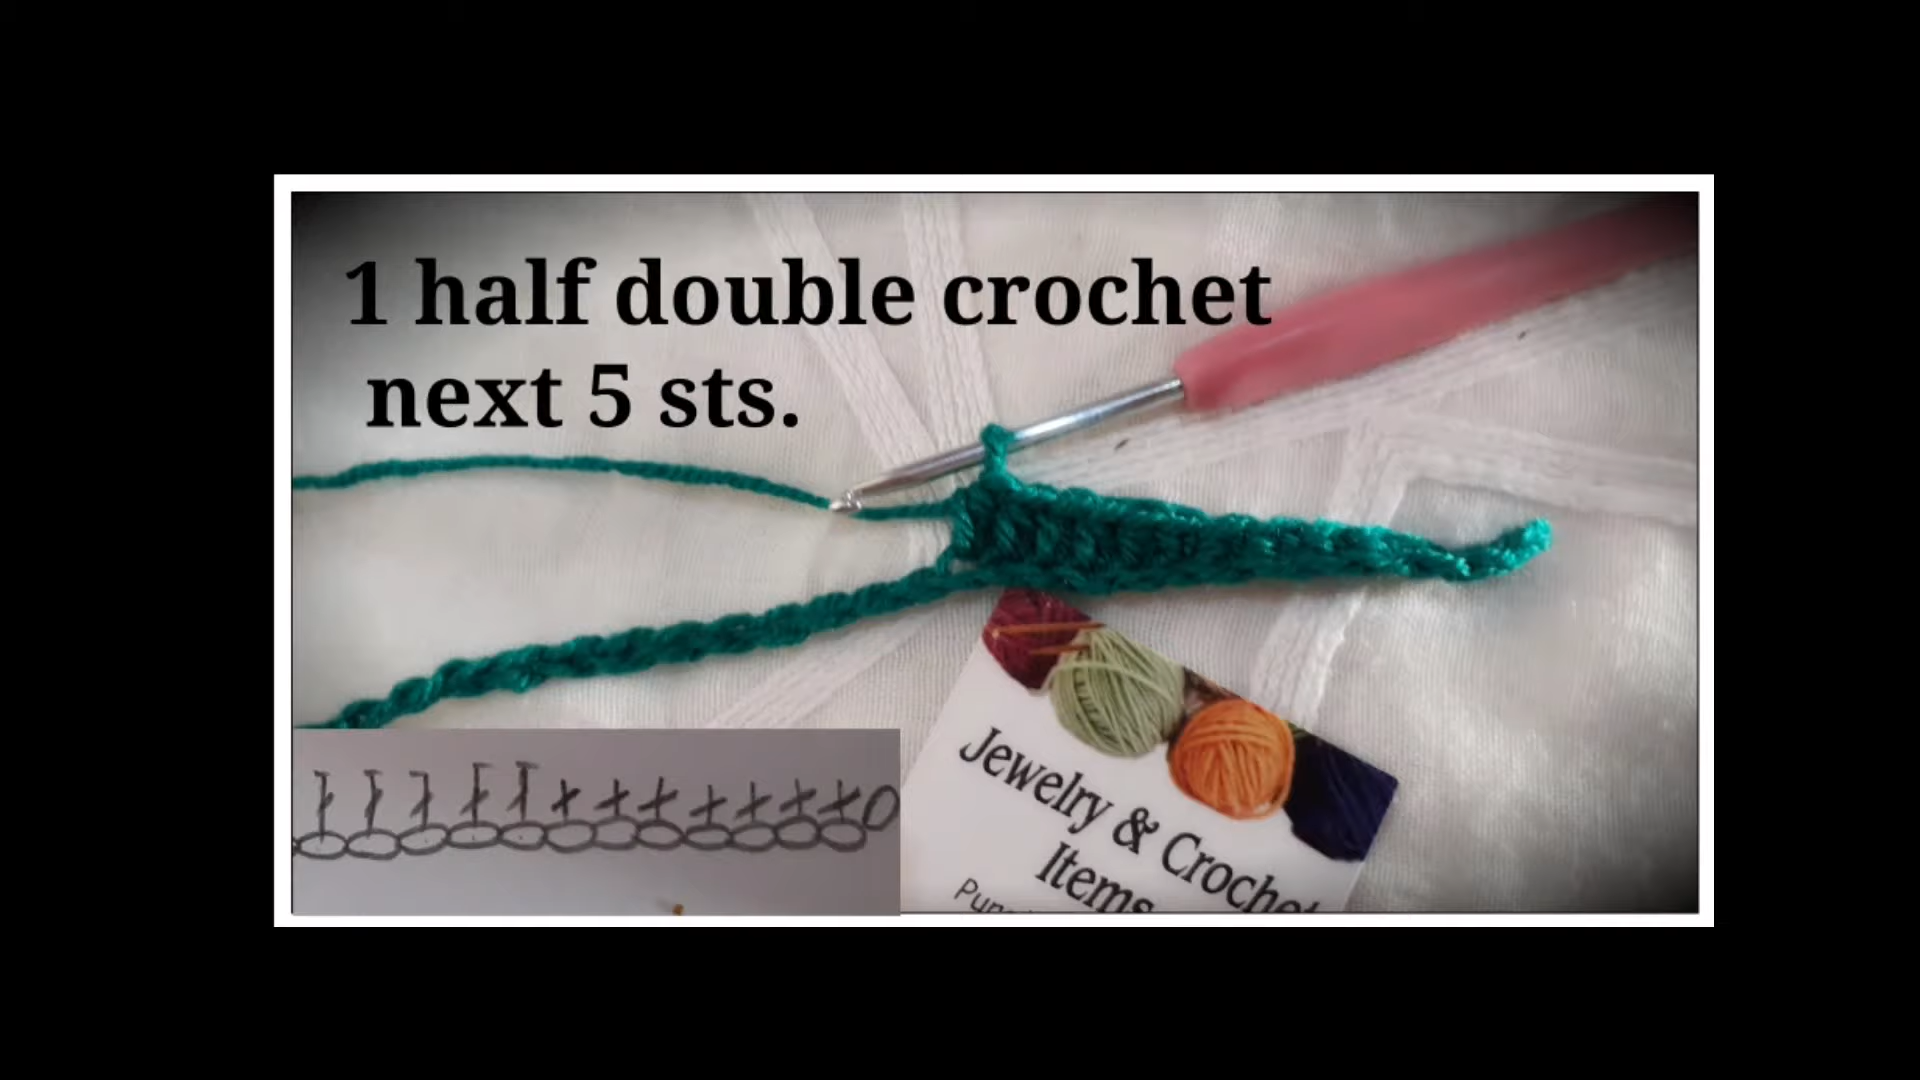 1 half double crochet
next 5 sts.
Jewelry & Crochet
Items